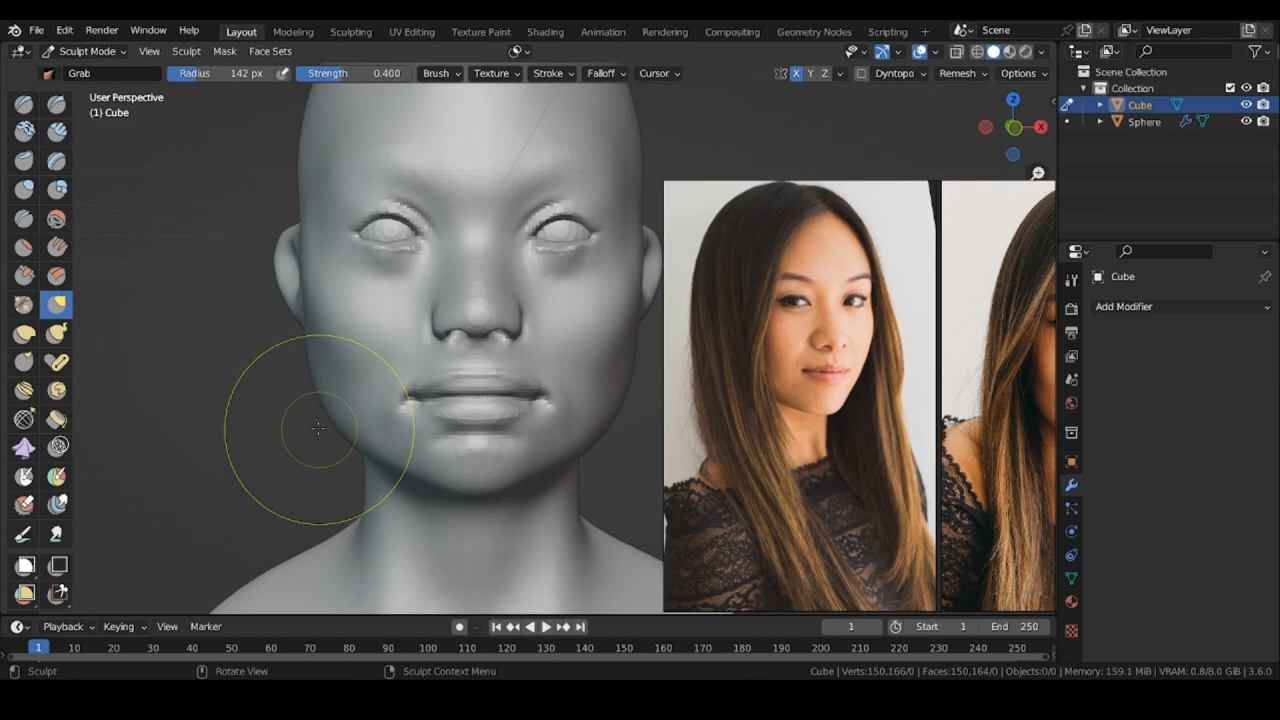 File Edit Render Window Help Layout Modeling Sculpting UV Editing Texture Paint Shading Animation Rendering Compositing Geometry Nodes Scripting + Scene ViewLayer
Sculpt Mode View Sculpt Mask Face Sets
Grab Radius 142 px Strength 0.400 Brush Texture Stroke Falloff Cursor X Y Z Dyntopo Remesh Options
Scene Collection
Collection
Cube
Sphere
User Perspective
(1) Cube
Z
X
Cube
Add Modifier
Playback Keying View Marker 1 Start 1 End 250
1 10 20 30 40 50 60 70 80 90 100 110 120 130 140 150 160 170 180 190 200 210 220 230 240 250
Sculpt Rotate View Sculpt Context Menu Cube | Verts:150,166/0 | Faces:150,164/0 | Objects:0/0 | Memory: 159.1 MiB | VRAM: 0.8/8.0 GiB | 3.6.0